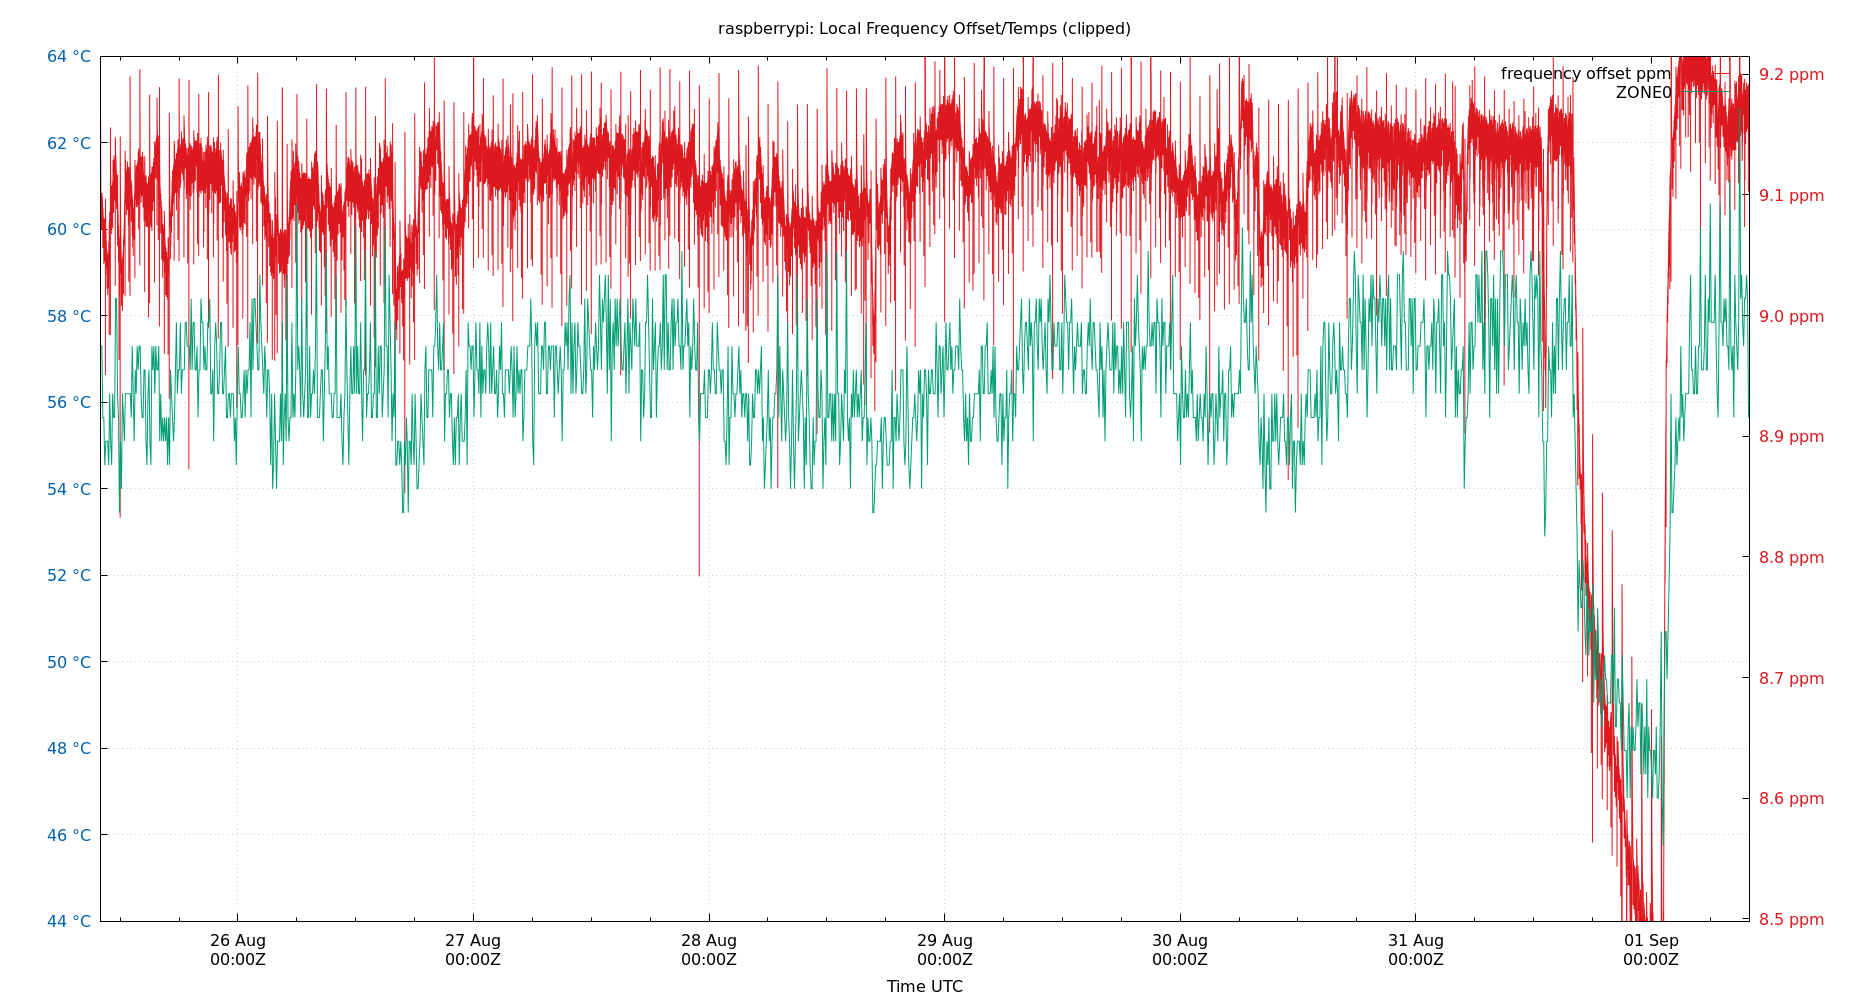 raspberrypi: Local Frequency Offset/Temps (clipped)
64 °C
62 °C
60 °C
58 °C
56 °C
54 °C
52 °C
50 °C
48 °C
46 °C
44 °C
frequency offset ppm
ZONE0
9.2 ppm
9.1 ppm
9.0 ppm
8.9 ppm
8.8 ppm
8.7 ppm
8.6 ppm
8.5 ppm
26 Aug
00:00Z
27 Aug
00:00Z
28 Aug
00:00Z
29 Aug
00:00Z
30 Aug
00:00Z
31 Aug
00:00Z
01 Sep
00:00Z
Time UTC